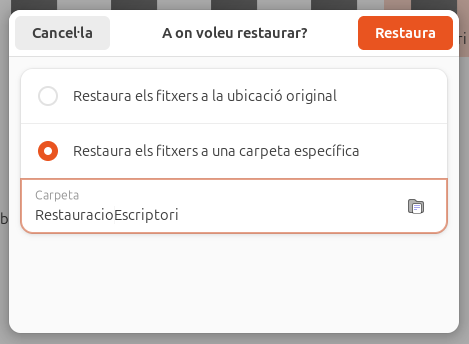 Cancel·la
A on voleu restaurar?
Restaura
Restaura els fitxers a la ubicació original
Restaura els fitxers a una carpeta específica
Carpeta
RestauracioEscriptori